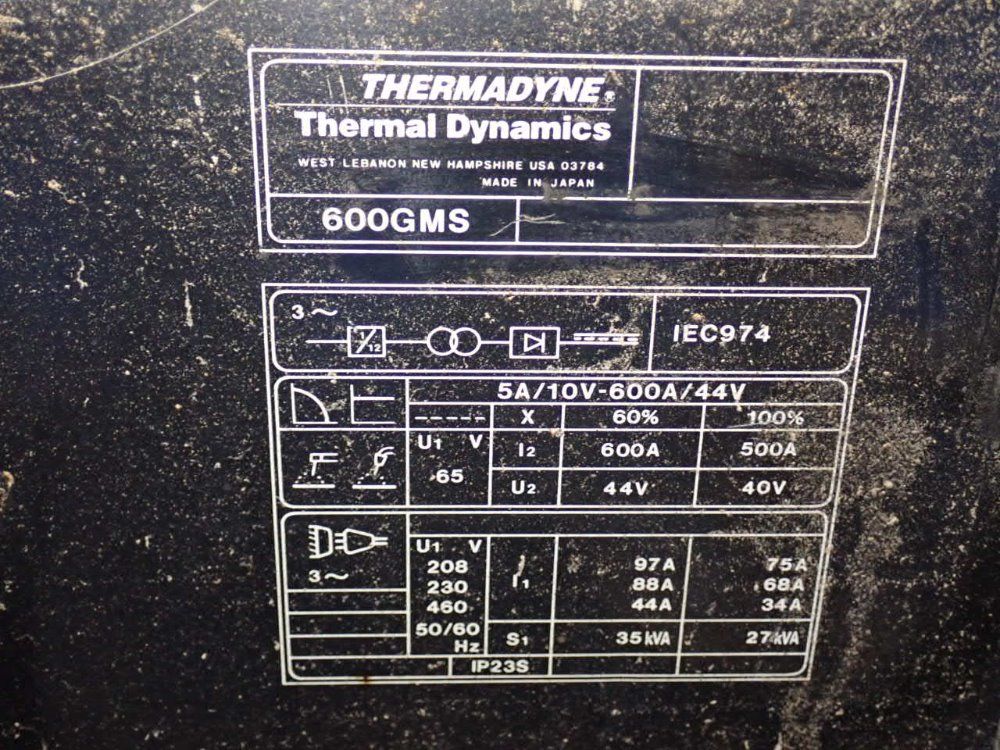 THERMADYNE®
Thermal Dynamics
WEST LEBANON NEW HAMPSHIRE USA 03784
MADE IN JAPAN
600GMS
3~
1/12
IEC974
5A/10V-600A/44V
X 60% 100%
U1 V
65
I2 600A 500A
U2 44V 40V
3~
U1 V
208
230
460
50/60
Hz
I1
97A 75A
88A 68A
44A 34A
S1 35kVA 27kVA
IP23S